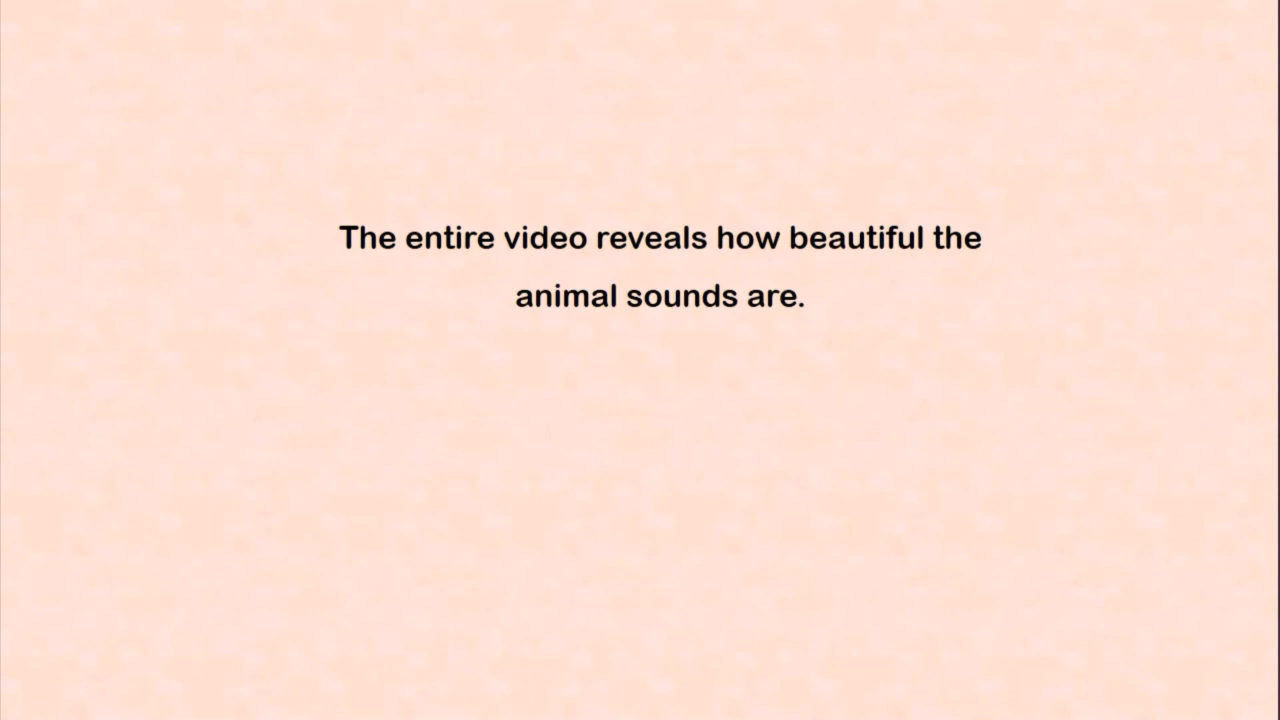 The entire video reveals how beautiful the
animal sounds are.